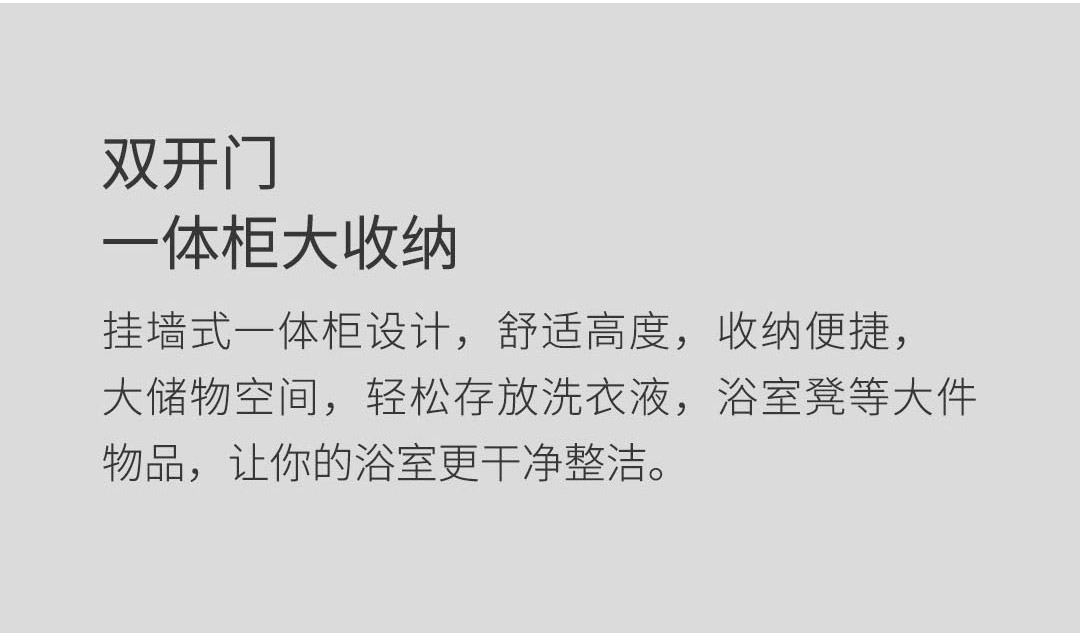 双开门
一体柜大收纳
挂墙式一体柜设计，舒适高度，收纳便捷，
大储物空间，轻松存放洗衣液，浴室凳等大件
物品，让你的浴室更干净整洁。